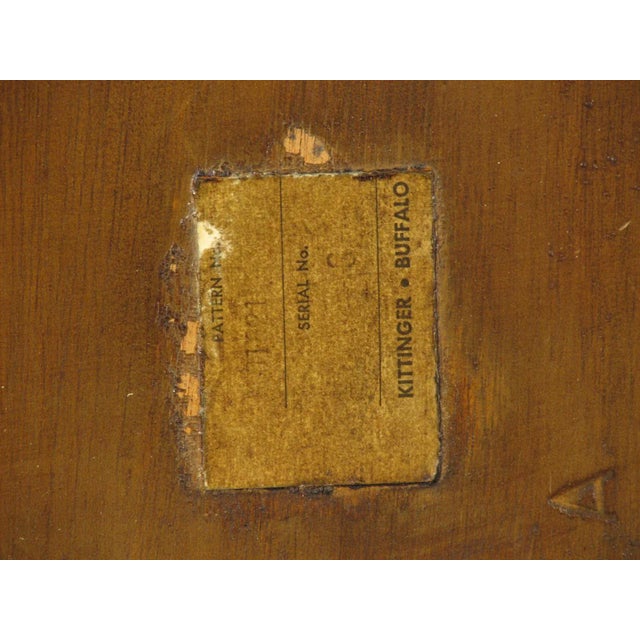 KITTINGER • BUFFALO
SERIAL No.
PATTERN No.
A